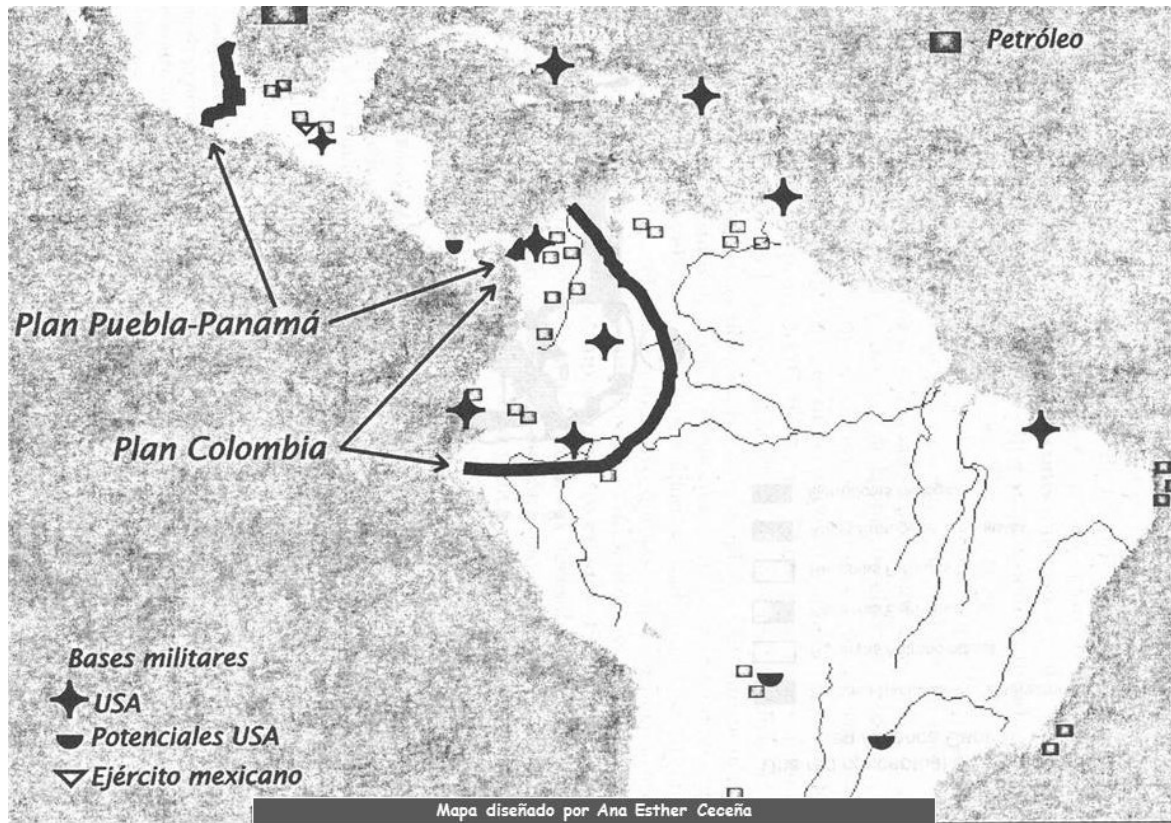 MAPA
Petróleo
Plan Puebla-Panamá
Plan Colombia
Bases militares
USA
Potenciales USA
Ejército mexicano
Mapa diseñado por Ana Esther Ceceña